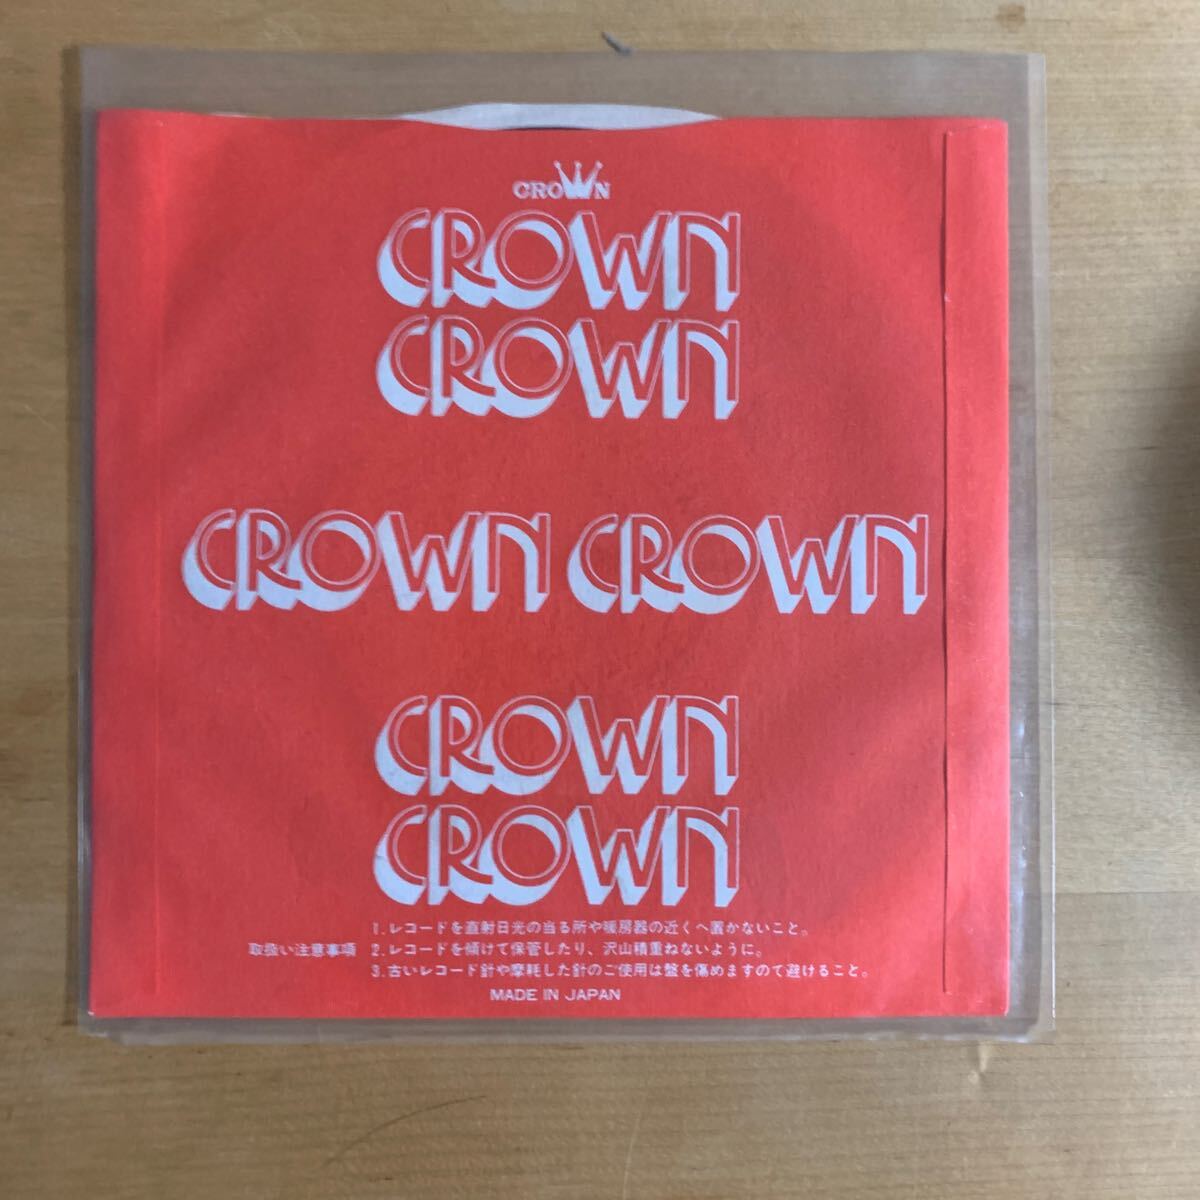 CROWN
CROWN
CROWN
CROWN CROWN
CROWN
CROWN
1. レコードを直射日光の当る所や暖房器の近くへ置かないこと。
取扱い注意事項 2. レコードを傾けて保管したり、沢山積重ねないように。
3. 古いレコード針や摩耗した針のご使用は盤を傷めますので避けること。
MADE IN JAPAN